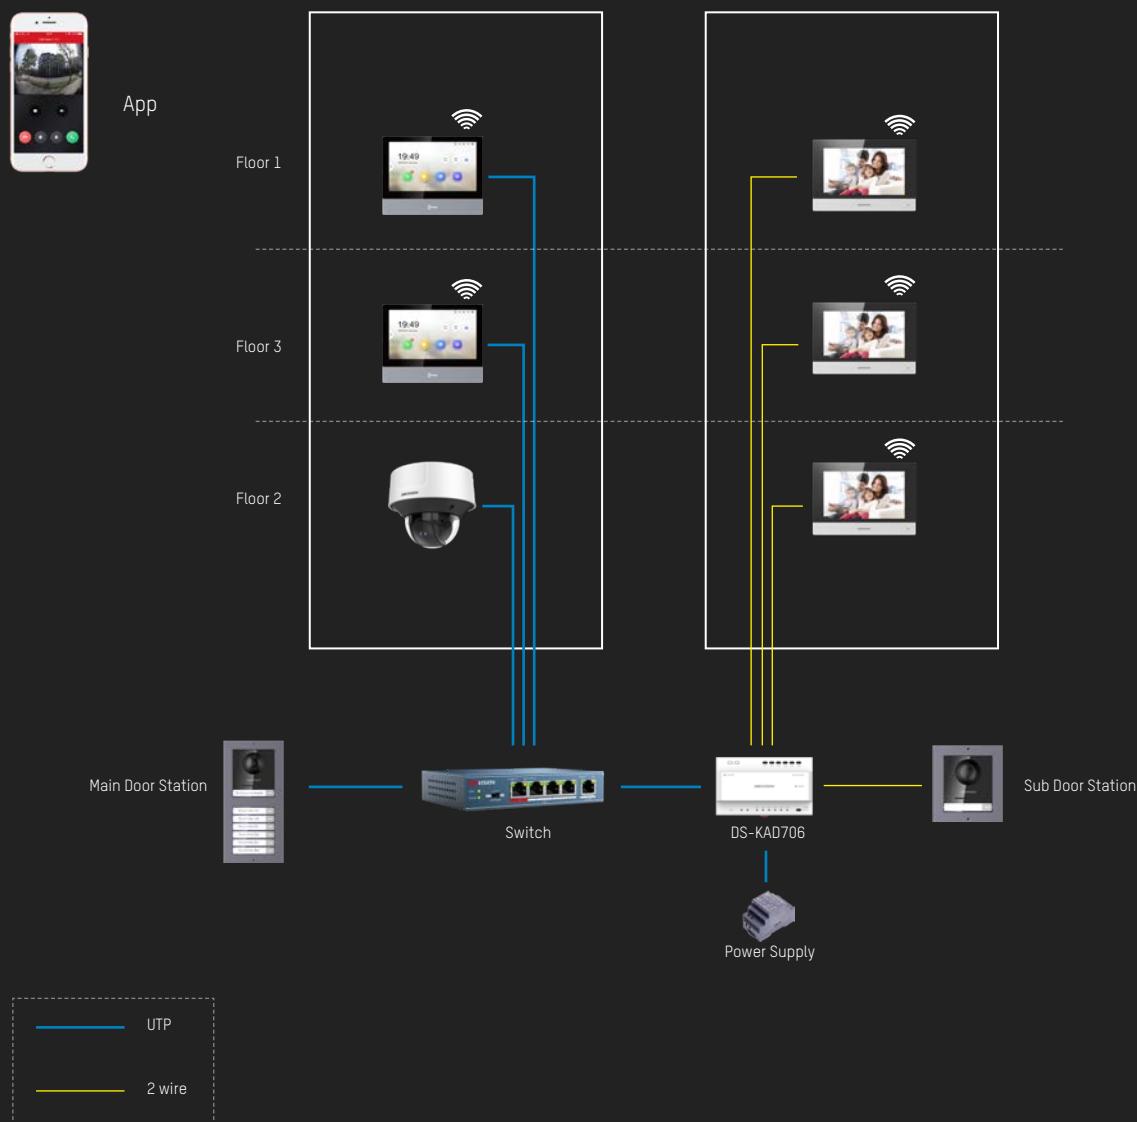 App
Floor 1
19:49
Floor 3
19:49
Floor 2
HIKVISION
Main Door Station
Sub Door Station
Switch
DS-KAD706
Power Supply
UTP
2 wire